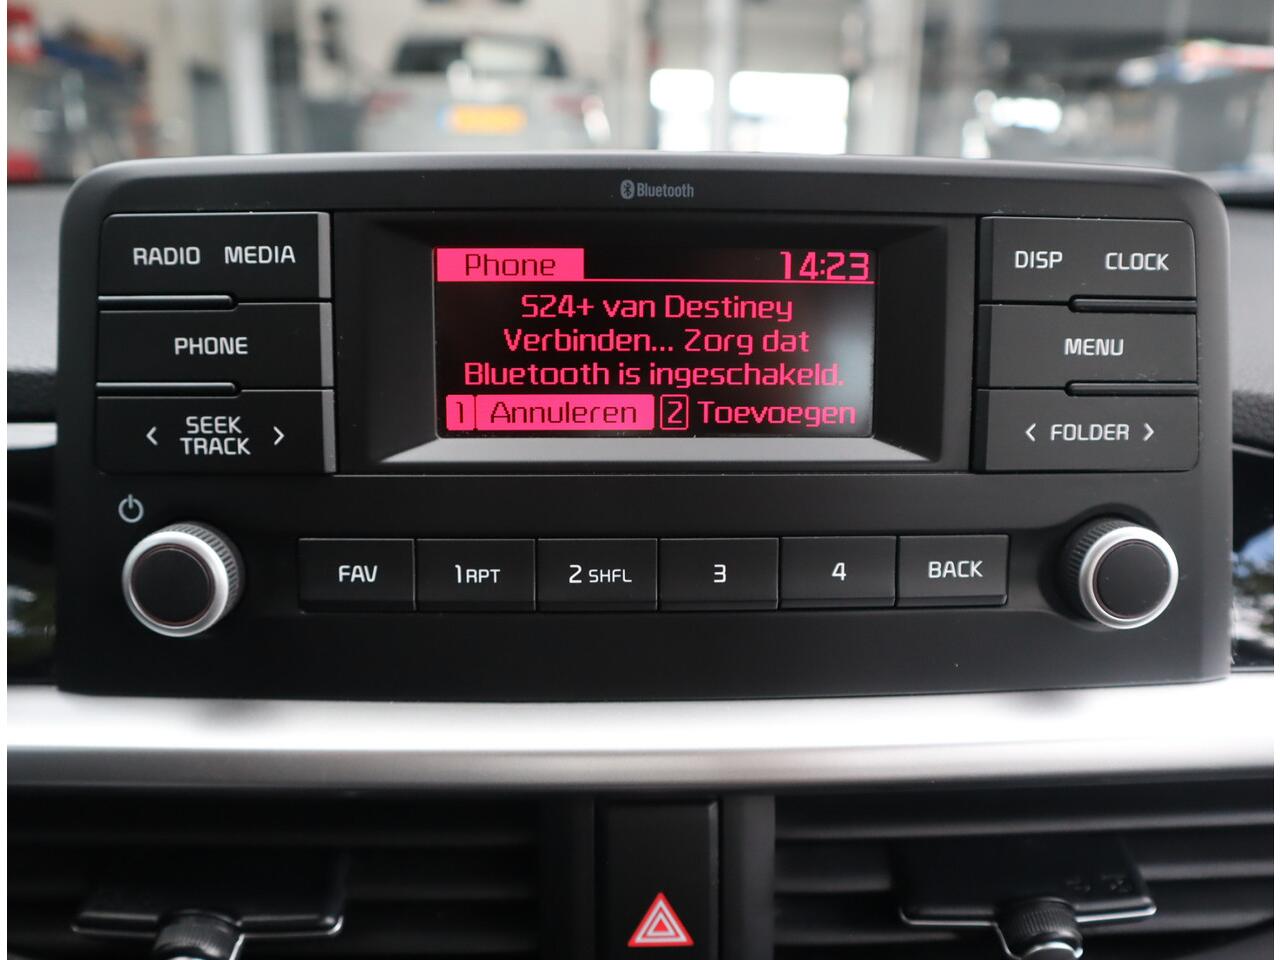 Bluetooth
RADIO MEDIA
PHONE
< SEEK TRACK >
Phone 14:23
S24+ van Destiney
Verbinden... Zorg dat
Bluetooth is ingeschakeld.
1 Annuleren 2 Toevoegen
DISP CLOCK
MENU
< FOLDER >
FAV 1 RPT 2 SHFL 3 4 BACK